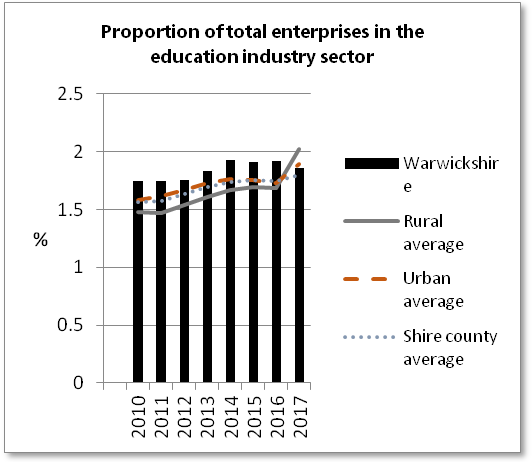 Proportion of total enterprises in the
education industry sector
2.5
2
1.5
1
0.5
0
%
2010
2011
2012
2013
2014
2015
2016
2017
Warwickshir
e
Rural
average
Urban
average
Shire county
average